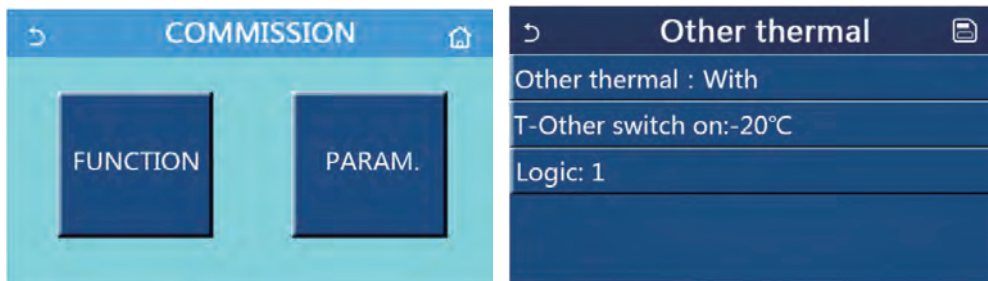 COMMISSION
FUNCTION
PARAM.
Other thermal
Other thermal : With
T-Other switch on:-20℃
Logic: 1